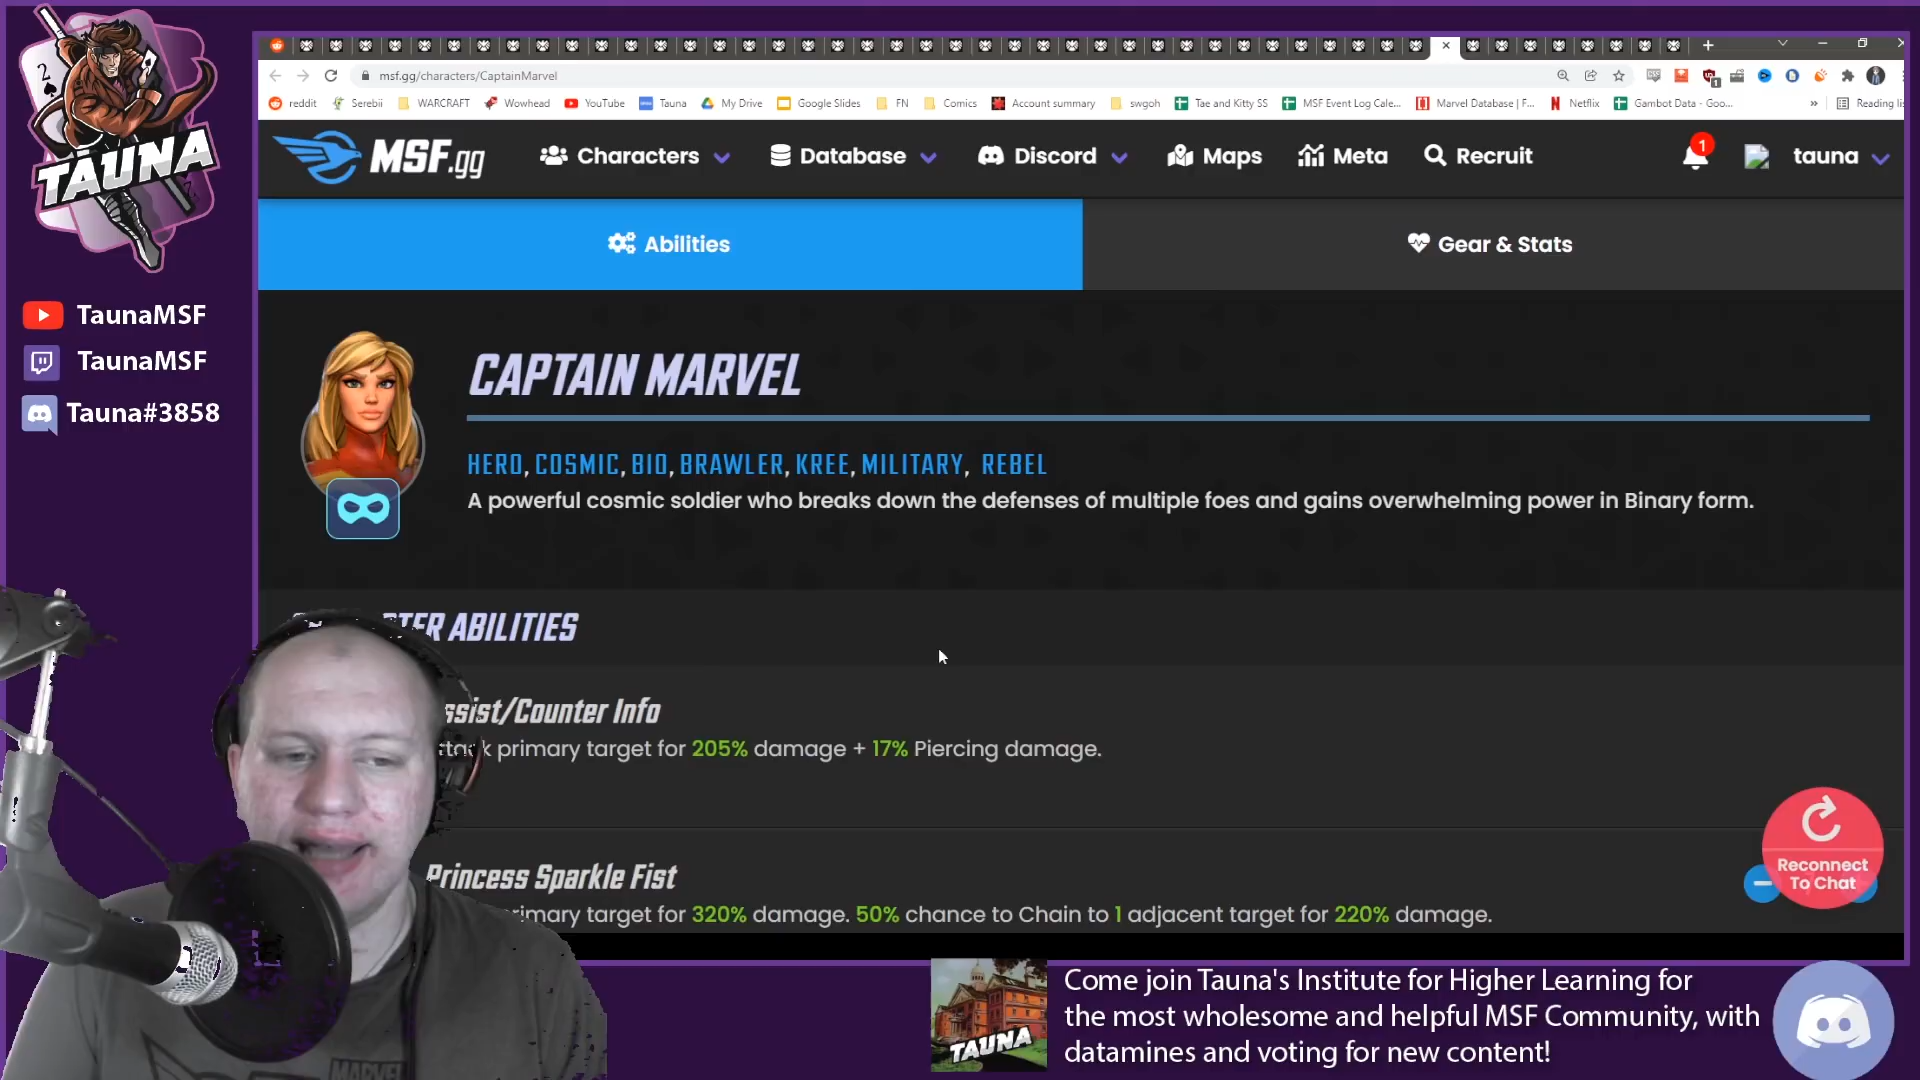 2
TAUNA
TaunaMSF
TaunaMSF
Tauna#3858
msf.gg/characters/CaptainMarvel
reddit Serebii WARCRAFT Wowhead YouTube Tauna My Drive Google Slides FN Comics Account summary swgoh Tae and Kitty SS MSF Event Log Cale... Marvel Database | F... Netflix Gambot Data - Goo... » Reading lis
MSF.gg Characters Database Discord Maps Meta Recruit 1 tauna
Abilities Gear & Stats
CAPTAIN MARVEL
HERO, COSMIC, BIO, BRAWLER, KREE, MILITARY, REBEL
A powerful cosmic soldier who breaks down the defenses of multiple foes and gains overwhelming power in Binary form.
TER ABILITIES
ssist/Counter Info
primary target for 205% damage + 17% Piercing damage.
Reconnect
To Chat
Princess Sparkle Fist
rimary target for 320% damage. 50% chance to Chain to 1 adjacent target for 220% damage.
MARVEL
TAUNA
Come join Tauna's Institute for Higher Learning for
the most wholesome and helpful MSF Community, with
datamines and voting for new content!